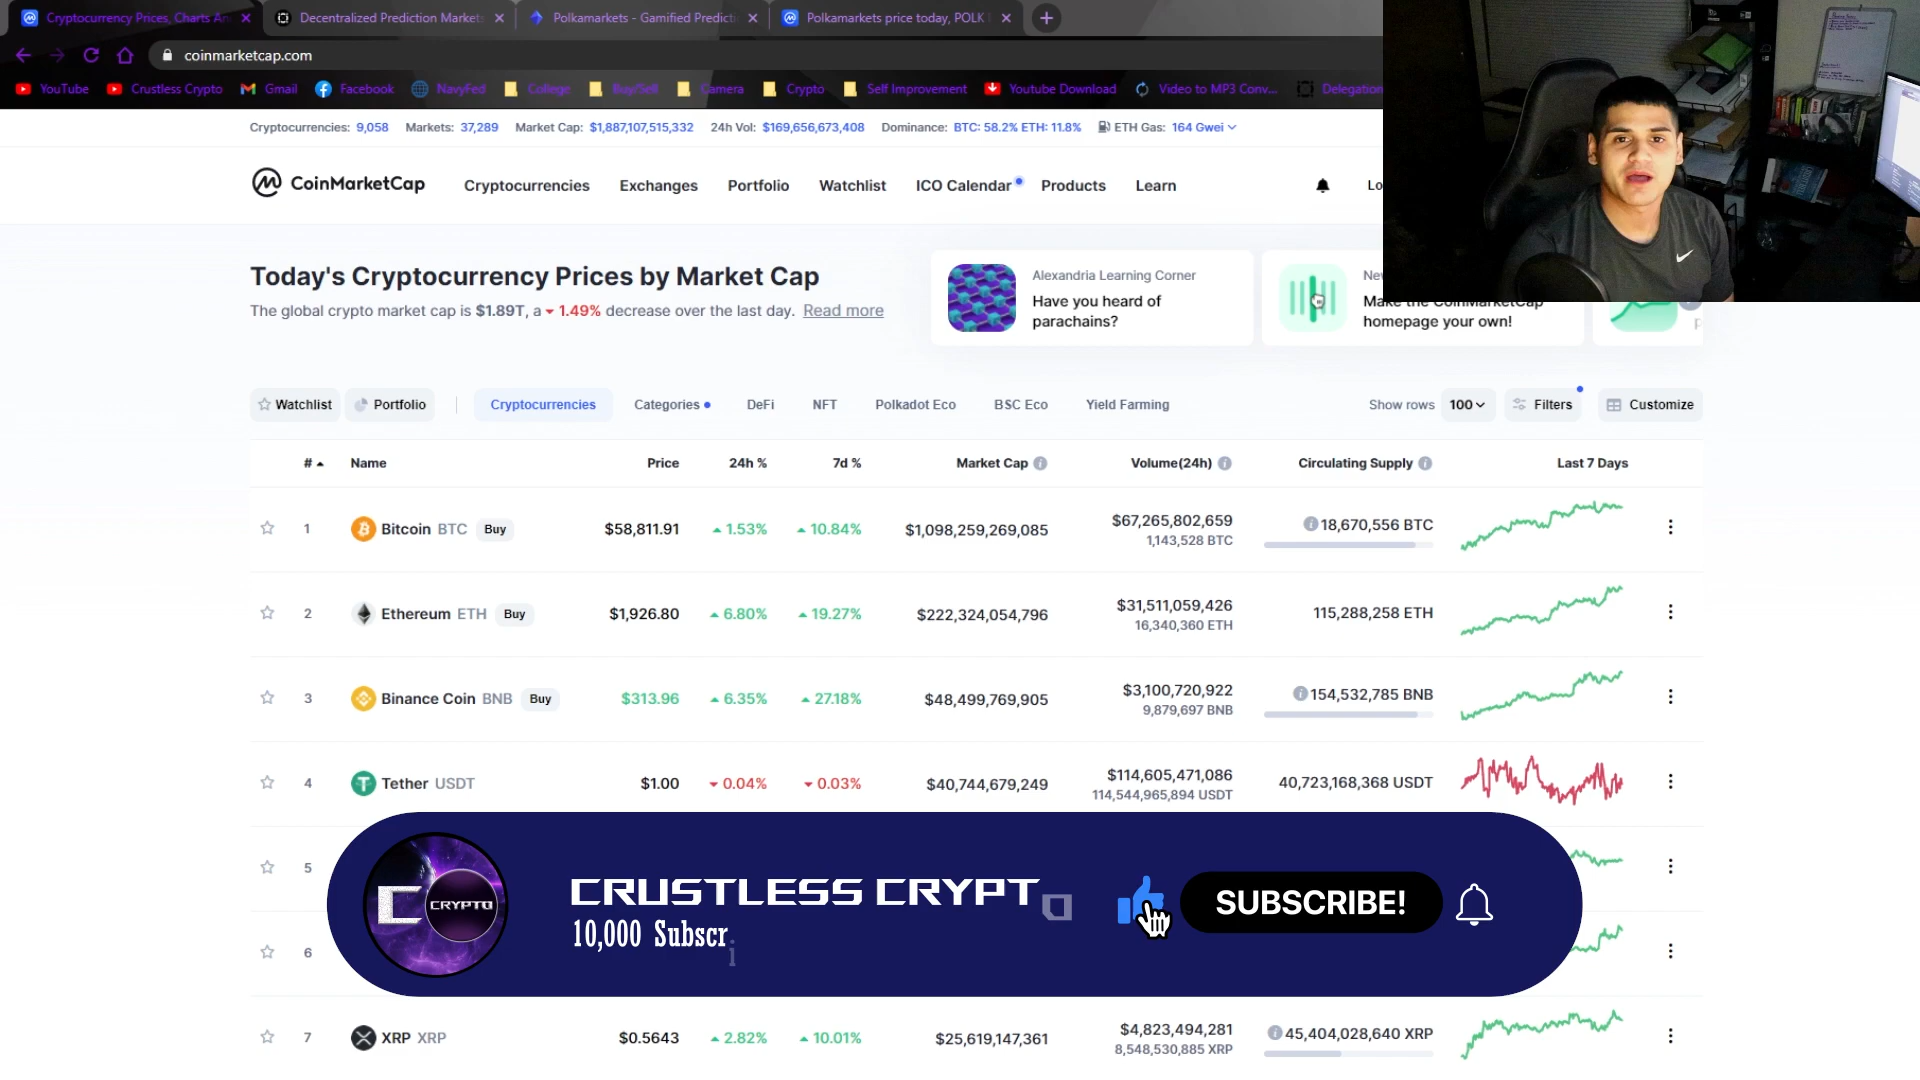 Cryptocurrency Prices, Charts An
Decentralized Prediction Markets
Polkamarkets - Gamified Predicti
Polkamarkets price today, POLK
coinmarketcap.com
YouTube
Crustless Crypto
Gmail
Facebook
NavyFed
College
Buy/Sell
Camera
Crypto
Self Improvement
Youtube Download
Video to MP3 Conv...
Delegation
Cryptocurrencies: 9,058 Markets: 37,289 Market Cap: $1,887,107,515,332 24h Vol: $169,656,673,408 Dominance: BTC: 58.2% ETH: 11.8% ETH Gas: 164 Gwei
CoinMarketCap Cryptocurrencies Exchanges Portfolio Watchlist ICO Calendar Products Learn Lo
Today's Cryptocurrency Prices by Market Cap
The global crypto market cap is $1.89T, a 1.49% decrease over the last day. Read more
Alexandria Learning Corner
Have you heard of
parachains?
Make the CoinMarketCap
homepage your own!
Watchlist Portfolio Cryptocurrencies Categories DeFi NFT Polkadot Eco BSC Eco Yield Farming Show rows 100 Filters Customize
# Name Price 24h % 7d % Market Cap Volume(24h) Circulating Supply Last 7 Days
1 Bitcoin BTC Buy $58,811.91 1.53% 10.84% $1,098,259,269,085 $67,265,802,659 18,670,556 BTC
1,143,528 BTC
2 Ethereum ETH Buy $1,926.80 6.80% 19.27% $222,324,054,796 $31,511,059,426 115,288,258 ETH
16,340,360 ETH
3 Binance Coin BNB Buy $313.96 6.35% 27.18% $48,499,769,905 $3,100,720,922 154,532,785 BNB
9,879,697 BNB
4 Tether USDT $1.00 0.04% 0.03% $40,744,679,249 $114,605,471,086 40,723,168,368 USDT
114,544,965,894 USDT
5
C CRYPTO
CRUSTLESS CRYPTO
10,000 Subscri
SUBSCRIBE!
6
7 XRP XRP $0.5643 2.82% 10.01% $25,619,147,361 $4,823,494,281 45,404,028,640 XRP
8,548,530,885 XRP